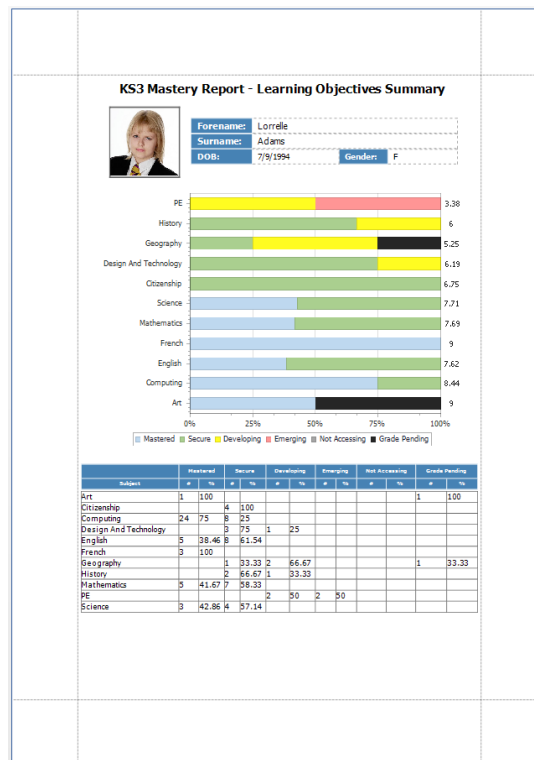 KS3 Mastery Report - Learning Objectives Summary
Forename: Lorrelle
Surname: Adams
DOB: 7/9/1994 Gender: F
PE 3.38
History 6
Geography 5.25
Design And Technology 6.19
Citizenship 6.75
Science 7.71
Mathematics 7.69
French 9
English 7.62
Computing 8.44
Art 9
0% 25% 50% 75% 100%
Mastered Secure Developing Emerging Not Accessing Grade Pending
Mastered Secure Developing Emerging Not Accessing Grade Pending
Subject # % # % # % # % # % # %
Art 1 100 1 100
Citizenship 4 100
Computing 24 75 8 25
Design And Technology 3 75 1 25
English 5 38.46 8 61.54
French 3 100
Geography 1 33.33 2 66.67 1 33.33
History 2 66.67 1 33.33
Mathematics 5 41.67 7 58.33
PE 2 50 2 50
Science 3 42.86 4 57.14